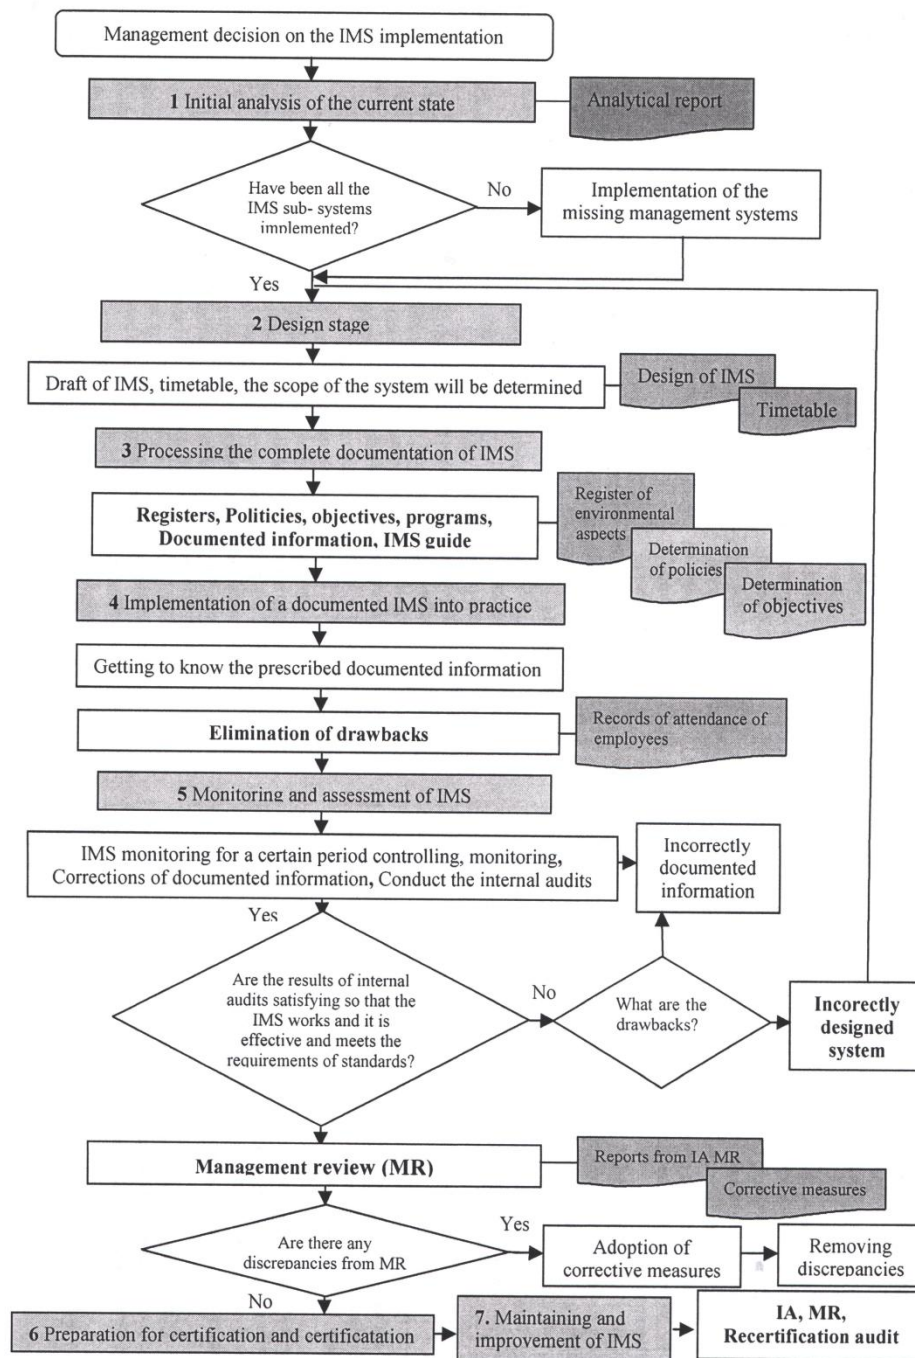 Management decision on the IMS implementation
1 Initial analysis of the current state
Analytical report
Have been all the
IMS sub- systems
implemented?
No
Implementation of the
missing management systems
Yes
2 Design stage
Draft of IMS, timetable, the scope of the system will be determined
Design of IMS
Timetable
3 Processing the complete documentation of IMS
Registers, Politicies, objectives, programs,
Documented information, IMS guide
Register of
environmental
aspects
Determination
of policies
Determination
of objectives
4 Implementation of a documented IMS into practice
Getting to know the prescribed documented information
Elimination of drawbacks
Records of attendance of
employees
5 Monitoring and assessment of IMS
IMS monitoring for a certain period controlling, monitoring,
Corrections of documented information, Conduct the internal audits
Incorrectly
documented
information
Yes
Are the results of internal
audits satisfying so that the
IMS works and it is
effective and meets the
requirements of standards?
No
What are the
drawbacks?
Incorectly
designed
system
Management review (MR)
Reports from IA MR
Corrective measures
Are there any
discrepancies from MR
Yes
Adoption of
corrective measures
Removing
discrepancies
No
6 Preparation for certification and certificatation
7. Maintaining and
improvement of IMS
IA, MR,
Recertification audit